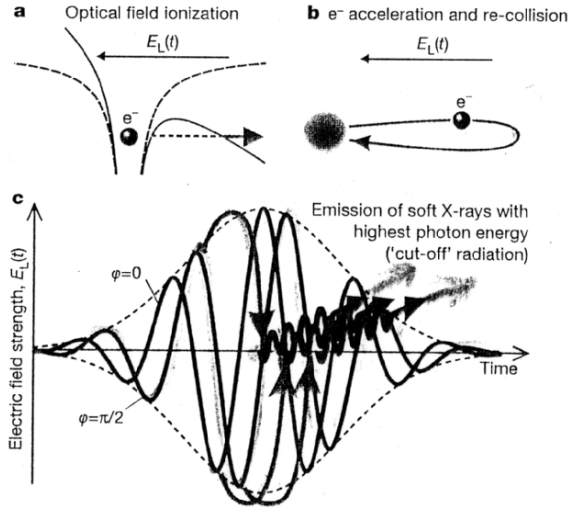 a Optical field ionization
E_L(t)
e⁻
b e⁻ acceleration and re-collision
E_L(t)
e⁻
c
Emission of soft X-rays with
highest photon energy
('cut-off' radiation)
Electric field strength, E_L(t)
φ=0
φ=π/2
Time